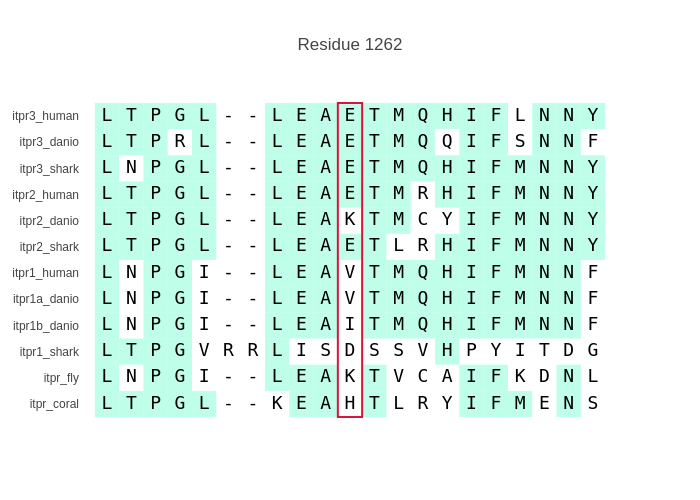 Residue 1262
itpr3_human L T P G L - - L E A E T M Q H I F L N N Y
itpr3_danio L T P R L - - L E A E T M Q Q I F S N N F
itpr3_shark L N P G L - - L E A E T M Q H I F M N N Y
itpr2_human L T P G L - - L E A E T M R H I F M N N Y
itpr2_danio L T P G L - - L E A K T M C Y I F M N N Y
itpr2_shark L T P G L - - L E A E T L R H I F M N N Y
itpr1_human L N P G I - - L E A V T M Q H I F M N N F
itpr1a_danio L N P G I - - L E A V T M Q H I F M N N F
itpr1b_danio L N P G I - - L E A I T M Q H I F M N N F
itpr1_shark L T P G V R R L I S D S S V H P Y I T D G
itpr_fly L N P G I - - L E A K T V C A I F K D N L
itpr_coral L T P G L - - K E A H T L R Y I F M E N S